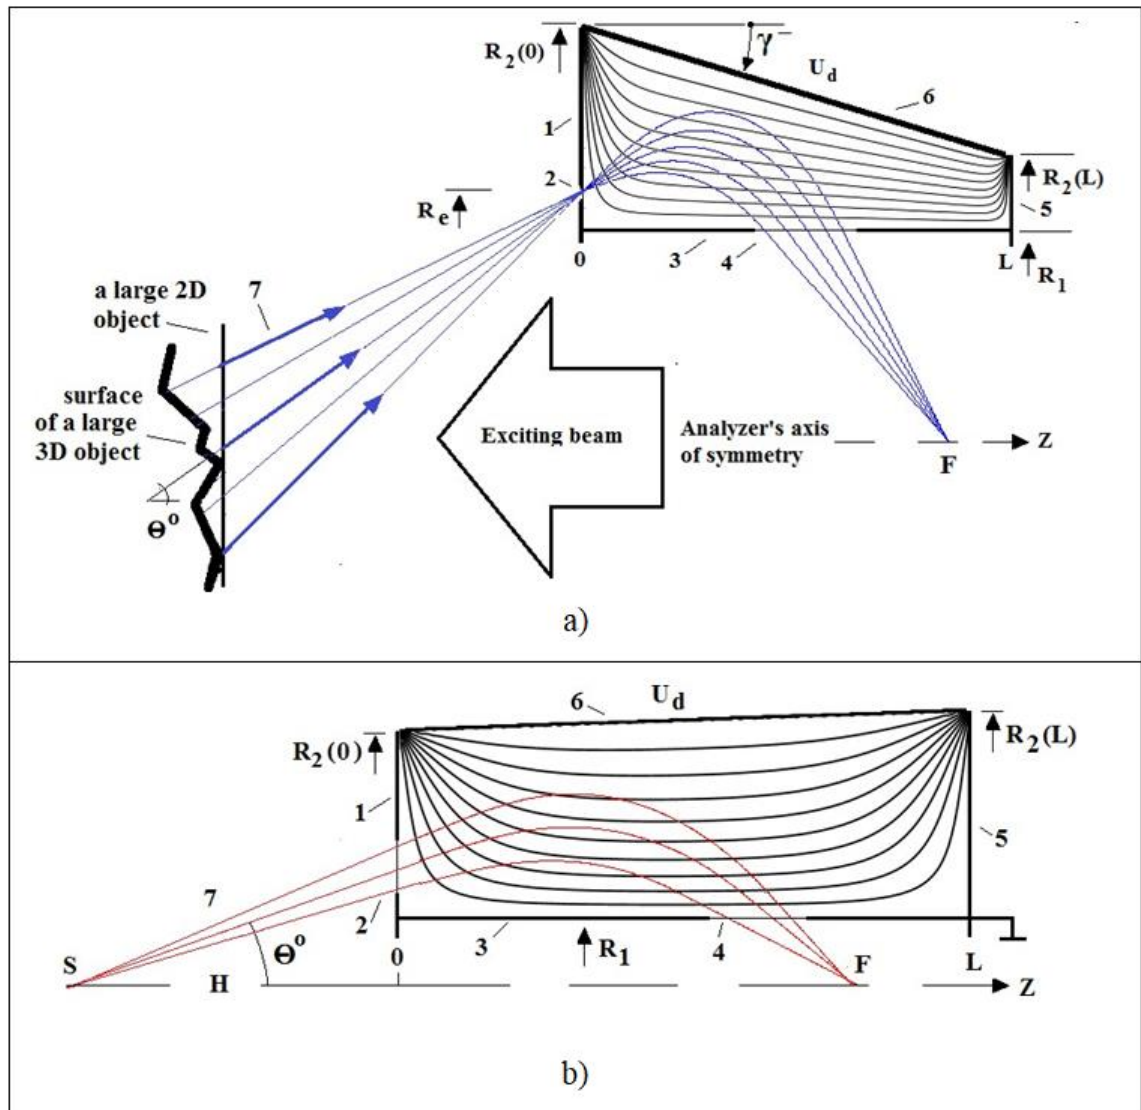 R2(0)
γ–
Ud
6
1
2
Re
R2(L)
5
3
4
0
L
R1
a large 2D
object
7
surface
of a large
3D object
Θ°
Exciting beam
Analyzer's axis
of symmetry
F
Z
a)
6
Ud
R2(0)
R2(L)
1
5
7
2
3
4
S
Θ°
H
0
R1
F
L
Z
b)